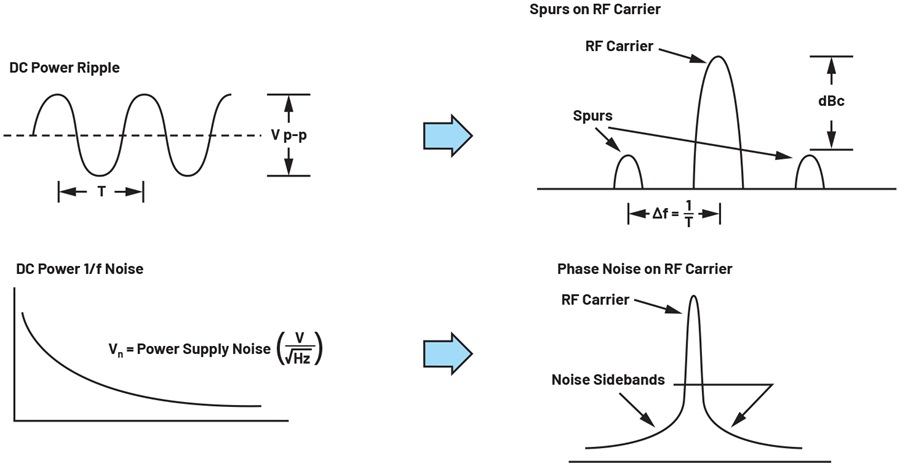 Spurs on RF Carrier
RF Carrier
DC Power Ripple
V p-p
T
dBc
Spurs
Δf = 1/T
DC Power 1/f Noise
Vn = Power Supply Noise (V/√Hz)
Phase Noise on RF Carrier
RF Carrier
Noise Sidebands